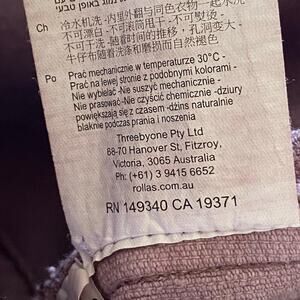 Ch 冷水机洗-内里外翻与同色衣物一起水洗
不可漂白-不可滚筒甩干-不可熨烫-
不可干洗-随着时间的推移，孔洞变大-
牛仔布随着洗涤和磨损而自然褪色
Po Prać mechanicznie w temperaturze 30°C -
Prać na lewej stronie z podobnymi kolorami -
Nie wybielać -Nie suszyć mechanicznie -
Nie prasować -Nie czyścić chemicznie -dziury
powiększają się z czasem -dżins naturalnie
blaknie podczas prania i noszenia
Threebyone Pty Ltd
68-70 Hanover St, Fitzroy,
Victoria, 3065 Australia
Ph: (+61) 3 9415 6652
rollas.com.au
RN 149340 CA 19371